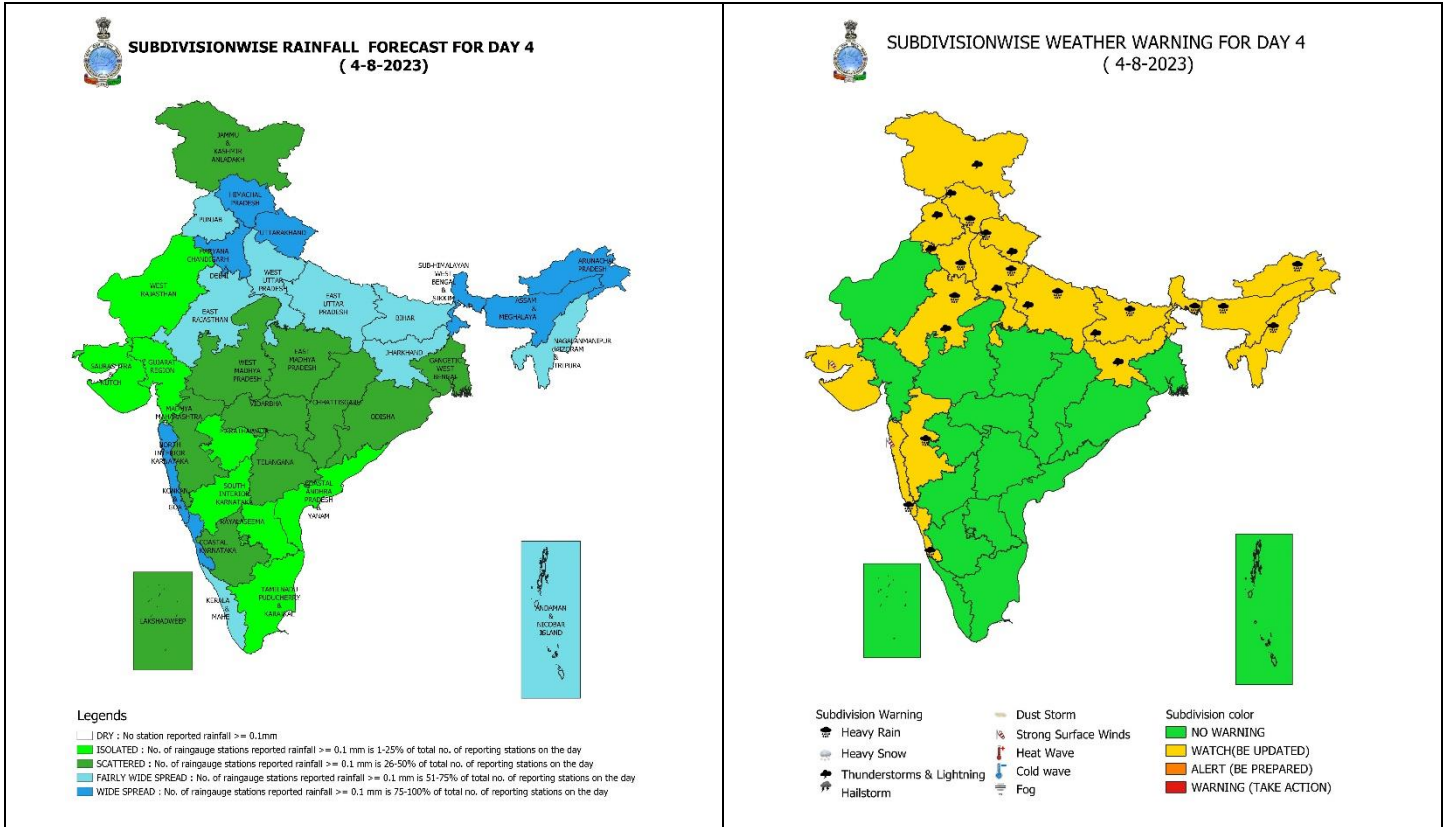 SUBDIVISIONWISE RAINFALL FORECAST FOR DAY 4
( 4-8-2023)
JAMMU
&
KASHMIR
ANLADAKH
HIMACHAL
PRADESH
PUNJAB
UTTARAKHAND
HARYANA
CHANDIGARH
DELHI
WEST
UTTAR
PRADESH
WEST
RAJASTHAN
EAST
RAJASTHAN
EAST
UTTAR
PRADESH
BIHAR
SUB-HIMALAYAN
WEST
BENGAL
&
SIKKIM
ARUNACHAL
PRADESH
ASSAM
&
MEGHALAYA
NAGALANMANIPUR
MIZORAM
&
TRIPURA
JHARKHAND
GANGETIC
WEST
BENGAL
SAURASHTRA
&
KUTCH
GUJARAT
REGION
WEST
MADHYA
PRADESH
EAST
MADHYA
PRADESH
VIDARBHA
CHHATTISGARH
ODISHA
MADHYA
MAHARASHTRA
MARATHAWADA
NORTH
INTERIOR
KARNATAKA
TELANGANA
KONKAN
&
GOA
SOUTH
INTERIOR
KARNATAKA
COASTAL
ANDHRA
PRADESH
&
YANAM
RAYALASEEMA
COASTAL
KARNATAKA
KERALA
&
MAHE
TAMILNADU
PUDUCHERRY
&
KARAIKAL
LAKSHADWEEP
ANDAMAN
&
NICOBAR
ISLAND
Legends
DRY : No station reported rainfall >= 0.1mm
ISOLATED : No. of raingauge stations reported rainfall >= 0.1 mm is 1-25% of total no. of reporting stations on the day
SCATTERED : No. of raingauge stations reported rainfall >= 0.1 mm is 26-50% of total no. of reporting stations on the day
FAIRLY WIDE SPREAD : No. of raingauge stations reported rainfall >= 0.1 mm is 51-75% of total no. of reporting stations on the day
WIDE SPREAD : No. of raingauge stations reported rainfall >= 0.1 mm is 75-100% of total no. of reporting stations on the day
SUBDIVISIONWISE WEATHER WARNING FOR DAY 4
( 4-8-2023)
Subdivision Warning
Heavy Rain
Heavy Snow
Thunderstorms & Lightning
Hailstorm
Dust Storm
Strong Surface Winds
Heat Wave
Cold wave
Fog
Subdivision color
NO WARNING
WATCH(BE UPDATED)
ALERT (BE PREPARED)
WARNING (TAKE ACTION)